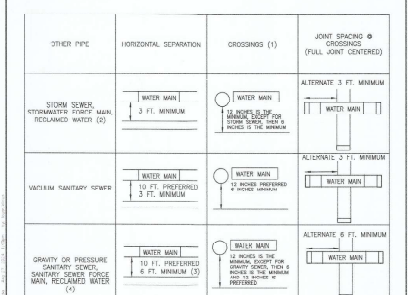 OTHER PIPE
HORIZONTAL SEPARATION
CROSSINGS (1)
JOINT SPACING @
CROSSINGS
(FULL JOINT CENTERED)
STORM SEWER,
STORMWATER FORCE MAIN,
RECLAIMED WATER (2)
WATER MAIN
3 FT. MINIMUM
WATER MAIN
12 INCHES IS THE
MINIMUM, EXCEPT FOR
STORM SEWER, THEN 6
INCHES IS THE MINIMUM
ALTERNATE 3 FT. MINIMUM
WATER MAIN
VACUUM SANITARY SEWER
WATER MAIN
10 FT. PREFERRED
3 FT. MINIMUM
WATER MAIN
12 INCHES PREFERRED
6 INCHES MINIMUM
ALTERNATE 3 FT. MINIMUM
WATER MAIN
GRAVITY OR PRESSURE
SANITARY SEWER,
SANITARY SEWER FORCE
MAIN, RECLAIMED WATER
(4)
WATER MAIN
10 FT. PREFERRED
6 FT. MINIMUM (3)
WATER MAIN
12 INCHES IS THE
MINIMUM, EXCEPT FOR
GRAVITY SEWER, THEN 6
INCHES IS THE MINIMUM
AND 12 INCHES IS
PREFERRED
ALTERNATE 6 FT. MINIMUM
WATER MAIN